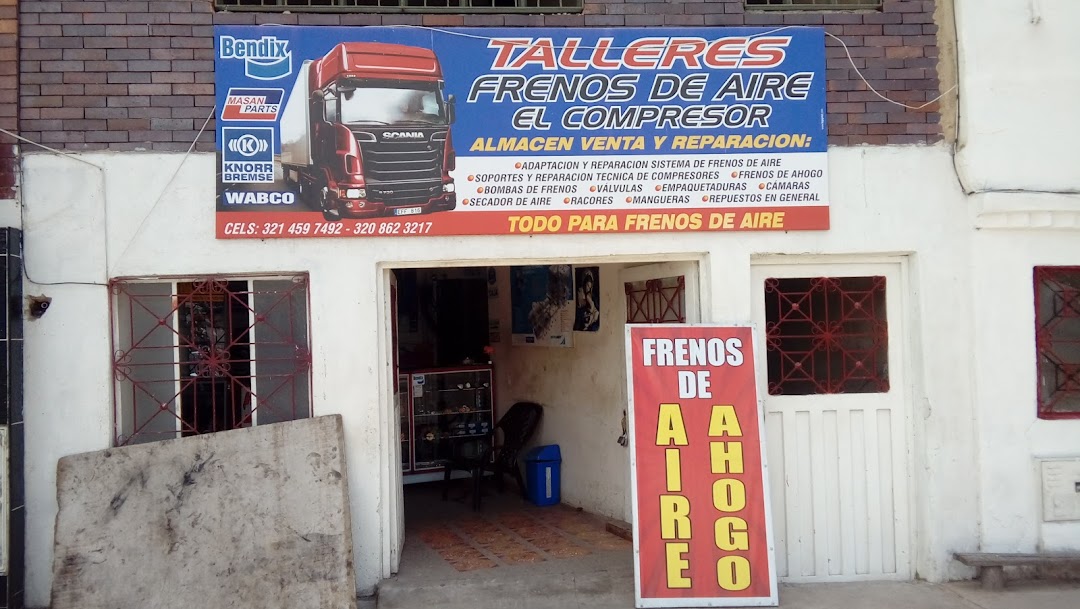 Bendix
MASAN
PARTS
KNORR
BREMSE
WABCO
CELS: 321 459 7492 - 320 862 3217
SCANIA
TALLERES
FRENOS DE AIRE
EL COMPRESOR
ALMACEN VENTA Y REPARACION:
ADAPTACION Y REPARACION SISTEMA DE FRENOS DE AIRE
SOPORTES Y REPARACION TECNICA DE COMPRESORES FRENOS DE AHOGO
BOMBAS DE FRENOS VÁLVULAS EMPAQUETADURAS CÁMARAS
SECADOR DE AIRE RACORES MANGUERAS REPUESTOS EN GENERAL
TODO PARA FRENOS DE AIRE
Bendix
FRENOS
DE
AIRE
AHOGO